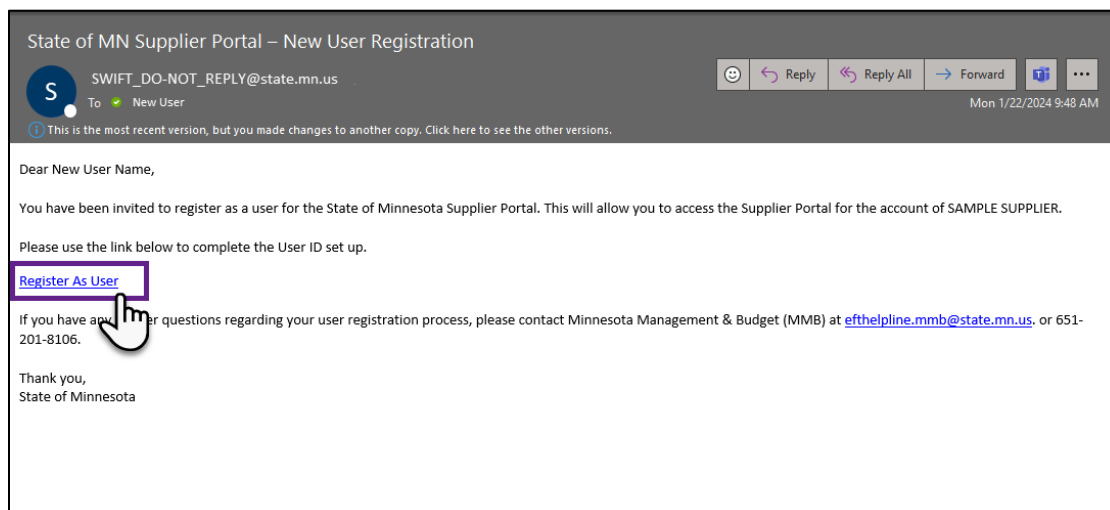 State of MN Supplier Portal – New User Registration
S
SWIFT_DO-NOT_REPLY@state.mn.us
Reply
Reply All
Forward
To New User
Mon 1/22/2024 9:48 AM
This is the most recent version, but you made changes to another copy. Click here to see the other versions.
Dear New User Name,
You have been invited to register as a user for the State of Minnesota Supplier Portal. This will allow you to access the Supplier Portal for the account of SAMPLE SUPPLIER.
Please use the link below to complete the User ID set up.
Register As User
If you have any questions regarding your user registration process, please contact Minnesota Management & Budget (MMB) at efthelpline.mmb@state.mn.us. or 651-
201-8106.
Thank you,
State of Minnesota